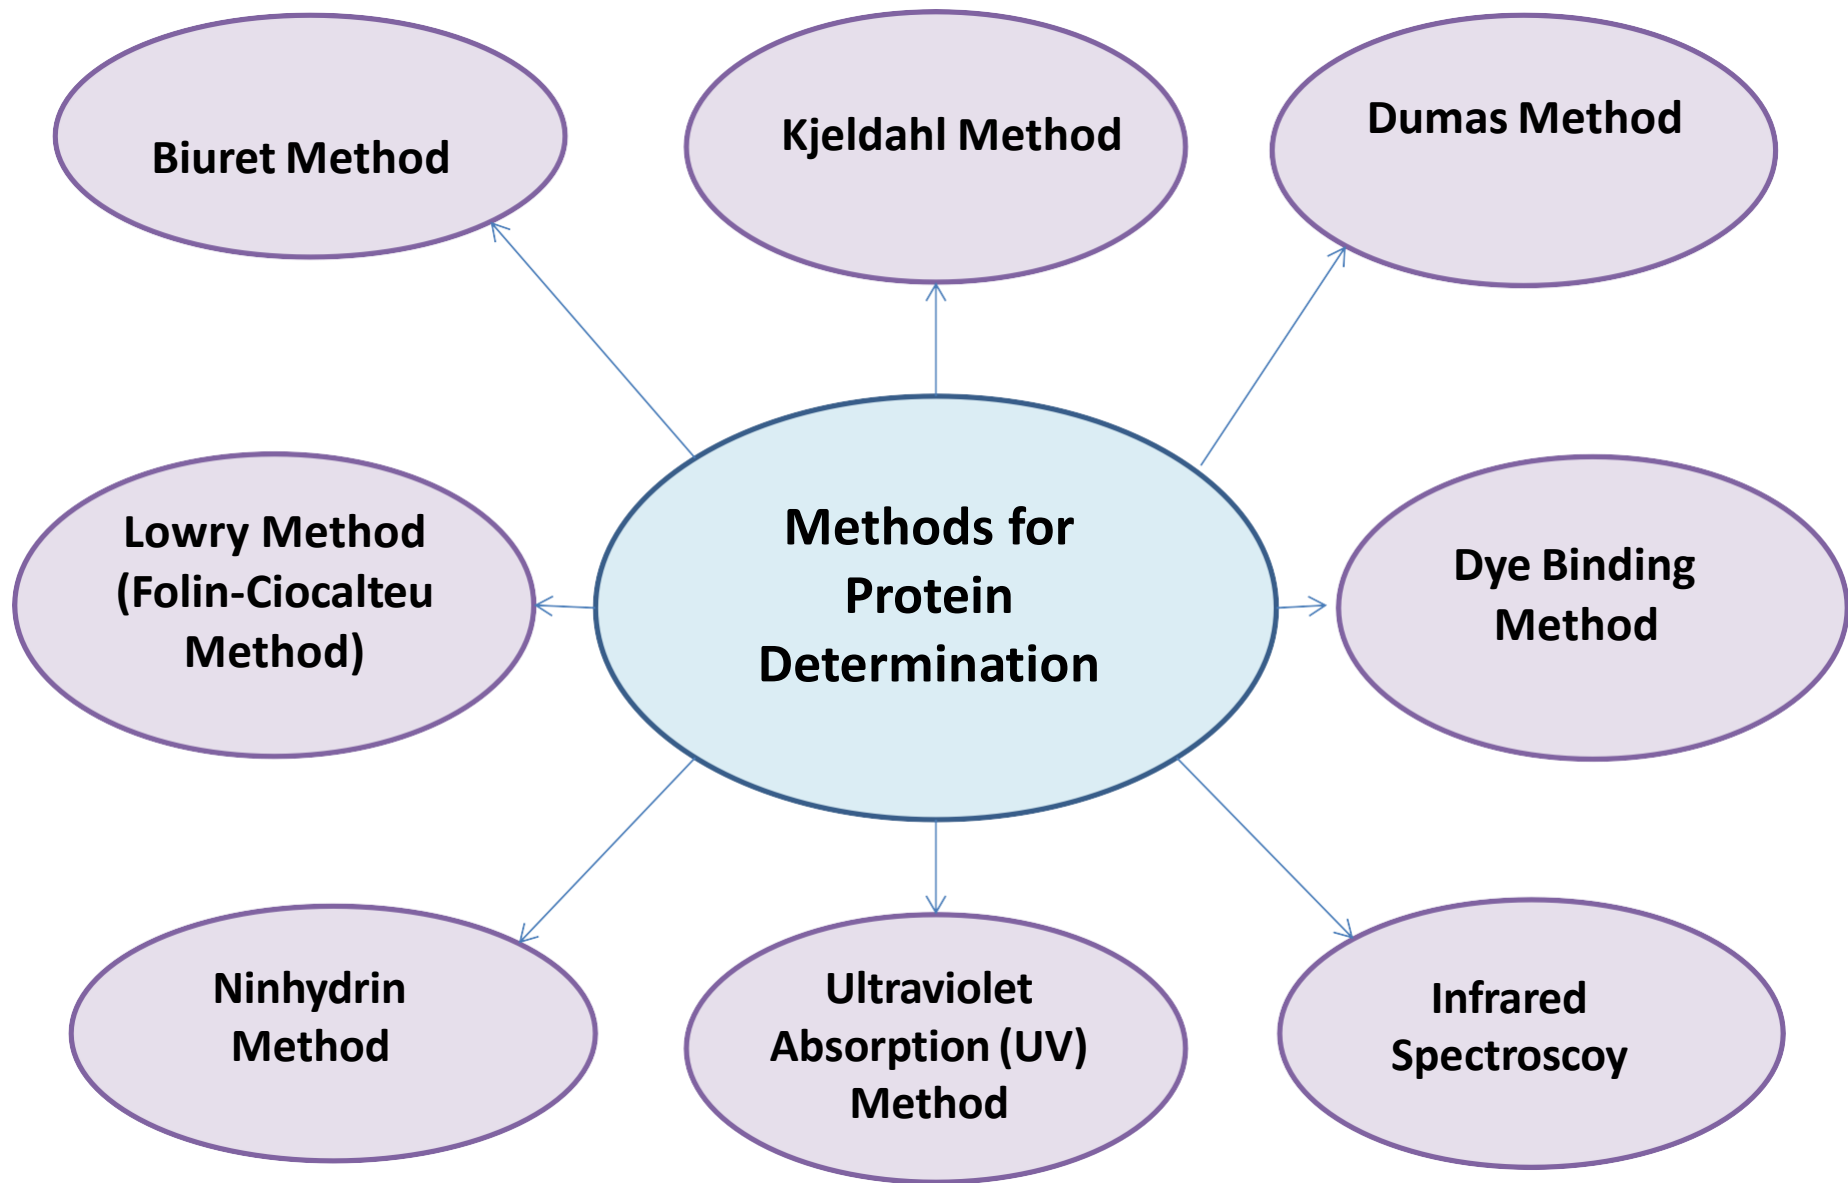 Biuret Method
Kjeldahl Method
Dumas Method
Lowry Method
(Folin-Ciocalteu
Method)
Methods for
Protein
Determination
Dye Binding
Method
Ninhydrin
Method
Ultraviolet
Absorption (UV)
Method
Infrared
Spectroscoy